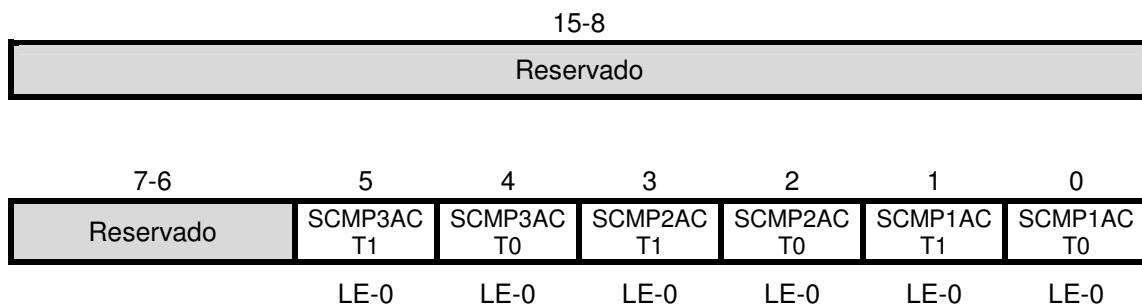 15-8
Reservado
7-6 5 4 3 2 1 0
Reservado SCMP3AC SCMP3AC SCMP2AC SCMP2AC SCMP1AC SCMP1AC
T1 T0 T1 T0 T1 T0
LE-0 LE-0 LE-0 LE-0 LE-0 LE-0